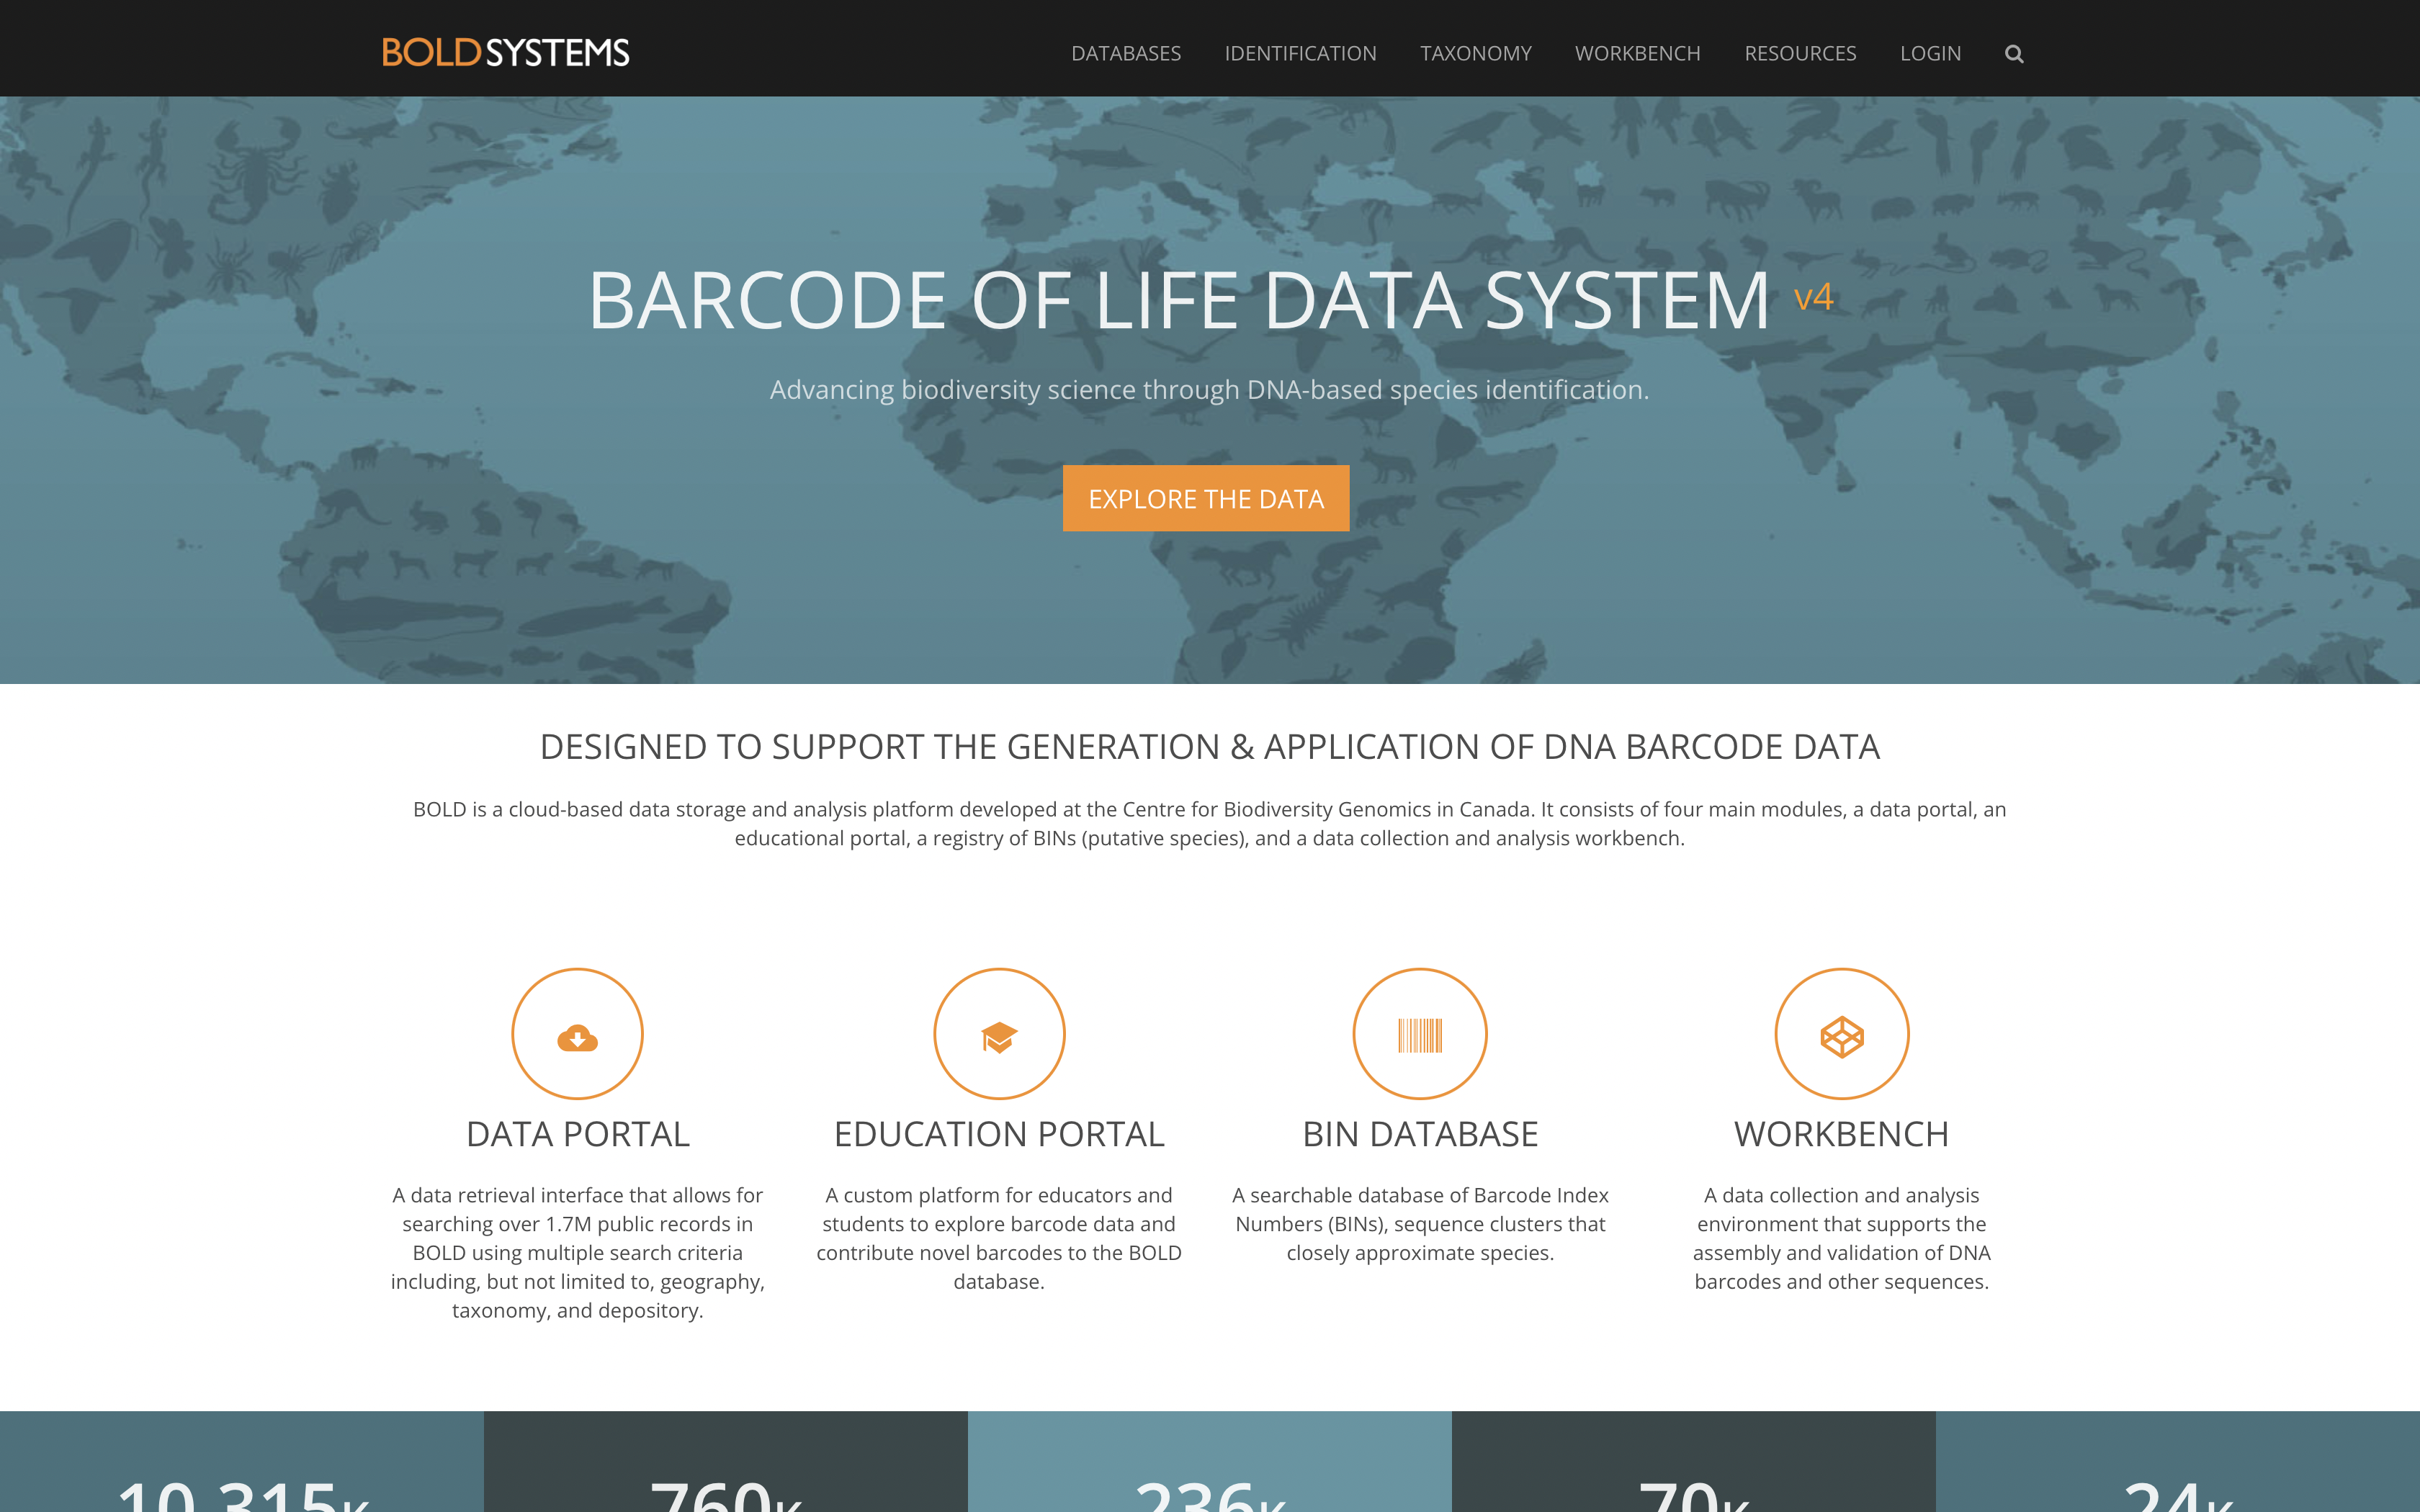 BOLDSYSTEMS
DATABASES IDENTIFICATION TAXONOMY WORKBENCH RESOURCES LOGIN
BARCODE OF LIFE DATA SYSTEM v4
Advancing biodiversity science through DNA-based species identification.
EXPLORE THE DATA
DESIGNED TO SUPPORT THE GENERATION & APPLICATION OF DNA BARCODE DATA
BOLD is a cloud-based data storage and analysis platform developed at the Centre for Biodiversity Genomics in Canada. It consists of four main modules, a data portal, an
educational portal, a registry of BINs (putative species), and a data collection and analysis workbench.
DATA PORTAL
A data retrieval interface that allows for
searching over 1.7M public records in
BOLD using multiple search criteria
including, but not limited to, geography,
taxonomy, and depository.
EDUCATION PORTAL
A custom platform for educators and
students to explore barcode data and
contribute novel barcodes to the BOLD
database.
BIN DATABASE
A searchable database of Barcode Index
Numbers (BINs), sequence clusters that
closely approximate species.
WORKBENCH
A data collection and analysis
environment that supports the
assembly and validation of DNA
barcodes and other sequences.
10,315K
760K
236K
70K
24K